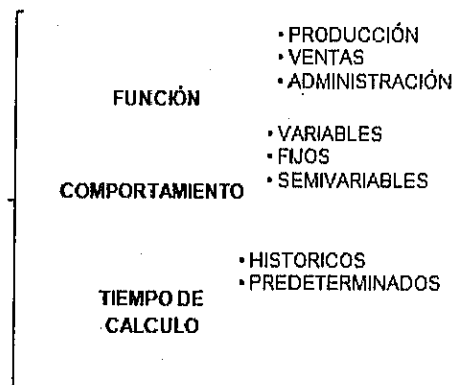 • PRODUCCIÓN
• VENTAS
• ADMINISTRACIÓN
FUNCIÓN
• VARIABLES
• FIJOS
• SEMIVARIABLES
COMPORTAMIENTO
• HISTORICOS
• PREDETERMINADOS
TIEMPO DE
CALCULO